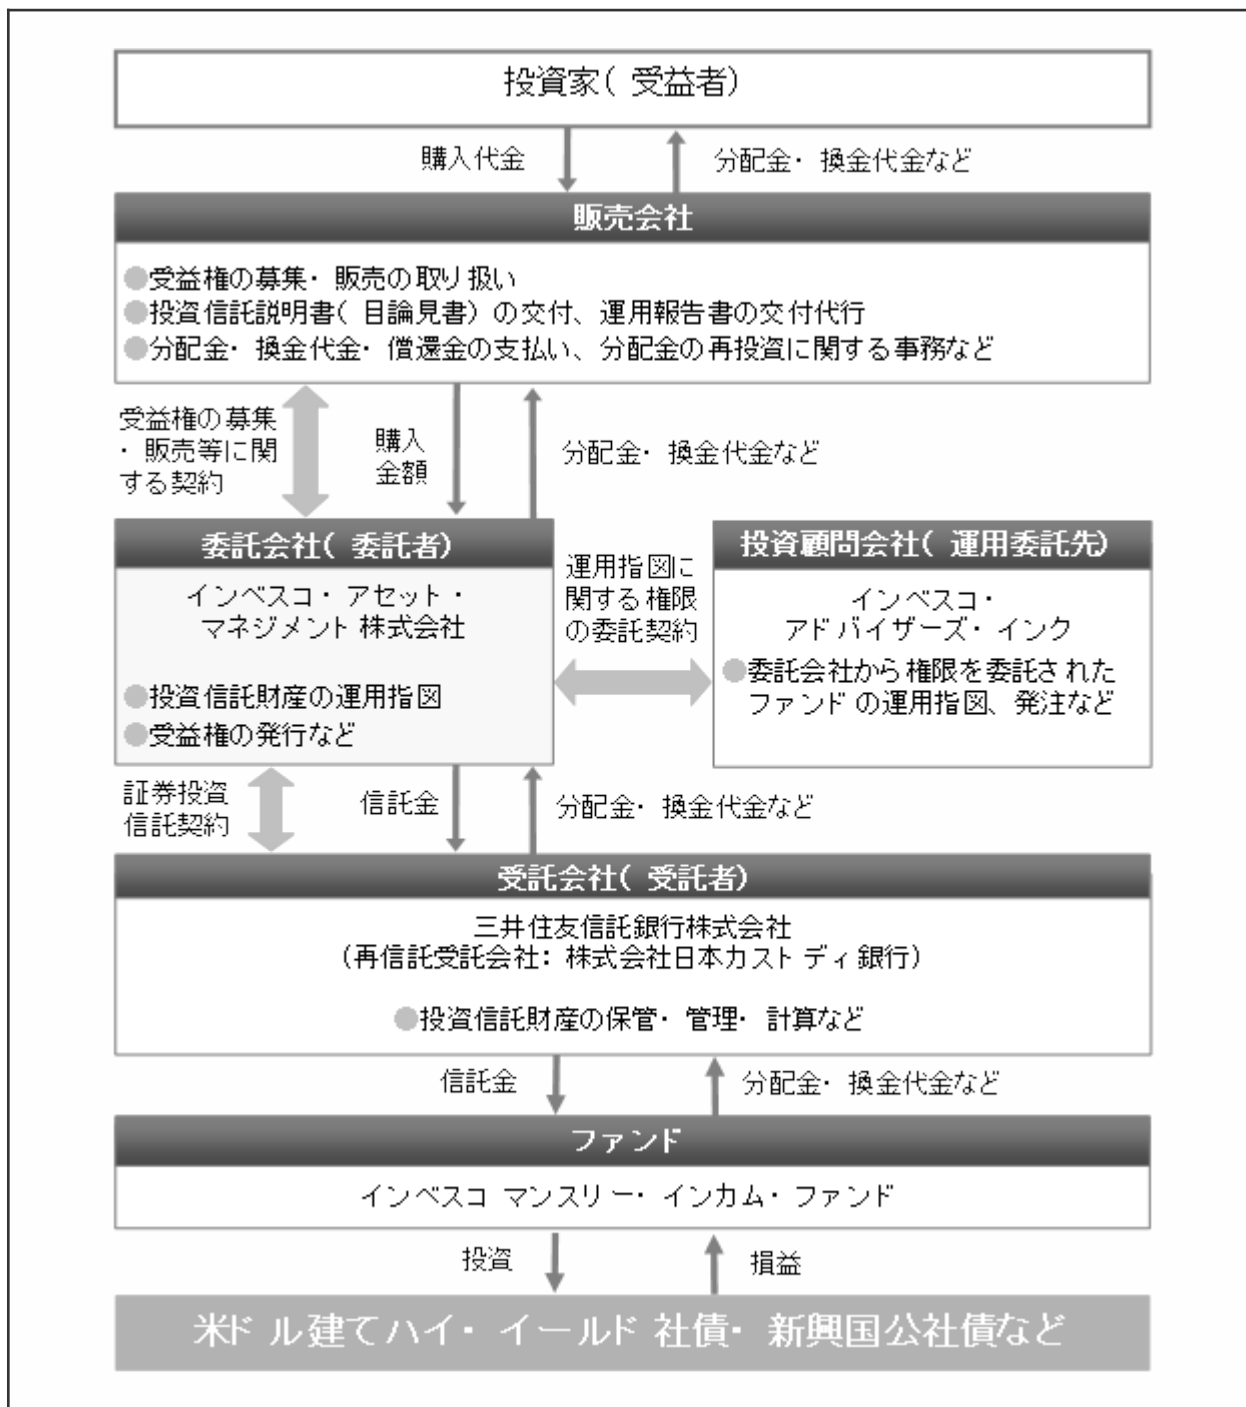 投資家(受益者)
購入代金
分配金・換金代金など
販売会社
●受益権の募集・販売の取り扱い
●投資信託説明書(目論見書)の交付、運用報告書の交付代行
●分配金・換金代金・償還金の支払い、分配金の再投資に関する事務など
受益権の募集
・販売等に関
する契約
購入
金額
分配金・換金代金など
委託会社(委託者)
インベスコ・アセット・
マネジメント株式会社
●投資信託財産の運用指図
●受益権の発行など
運用指図に
関する権限
の委託契約
投資顧問会社(運用委託先)
インベスコ・
アドバイザーズ・インク
●委託会社から権限を委託された
ファンドの運用指図、発注など
証券投資
信託契約
信託金
分配金・換金代金など
受託会社(受託者)
三井住友信託銀行株式会社
(再信託受託会社:株式会社日本カストディ銀行)
●投資信託財産の保管・管理・計算など
信託金
分配金・換金代金など
ファンド
インベスコ マンスリー・インカム・ファンド
投資
損益
米ドル建てハイ・イールド社債・新興国公社債など